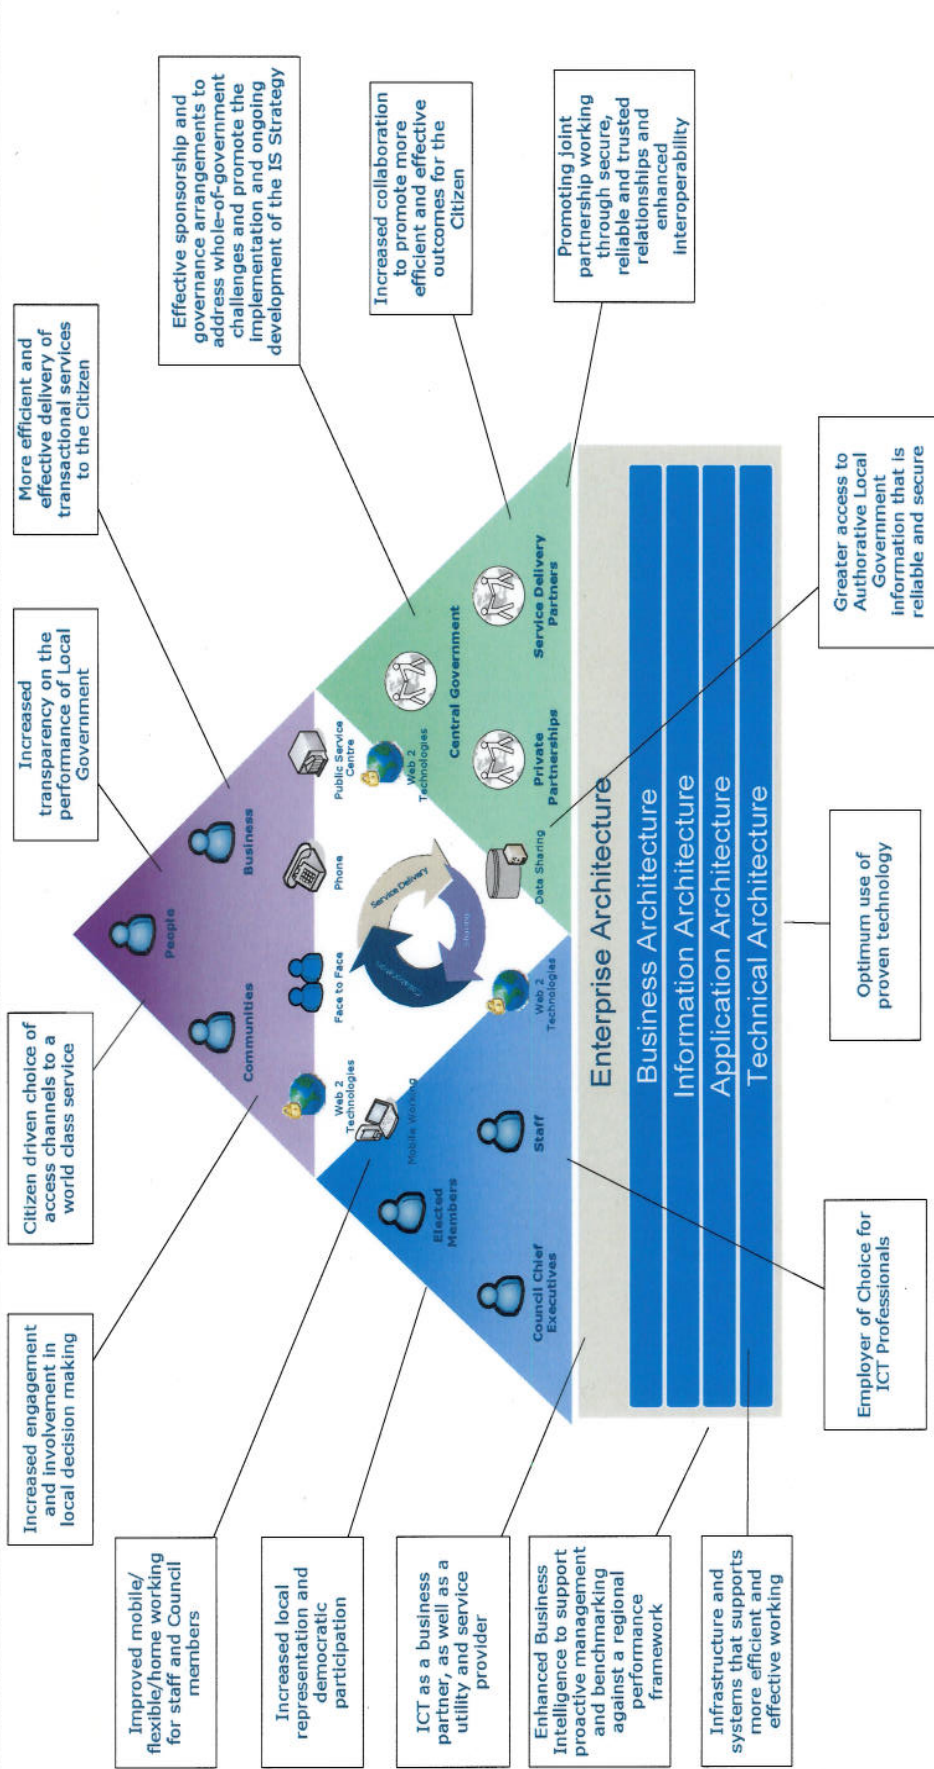 Increased engagement
and involvement in
local decision making
Citizen driven choice of
access channels to a
world class service
Increased
transparency on the
performance of Local
Government
More efficient and
effective delivery of
transactional services
to the Citizen
Improved mobile/
flexible/home working
for staff and Council
members
Increased local
representation and
democratic
participation
ICT as a business
partner, as well as a
utility and service
provider
Enhanced Business
Intelligence to support
proactive management
and benchmarking
against a regional
performance
framework
Infrastructure and
systems that supports
more efficient and
effective working
People
Communities
Business
Web 2
Technologies
Face to Face
Phone
Public Service
Centre
Mobile Working
Service Delivery
Sharing
Web 2
Technologies
Elected
Members
Council Chief
Executives
Staff
Web 2
Technologies
Data Sharing
Central Government
Private
Partnerships
Service Delivery
Partners
Effective sponsorship and
governance arrangements to
address whole-of-government
challenges and promote the
implementation and ongoing
development of the IS Strategy
Increased collaboration
to promote more
efficient and effective
outcomes for the
Citizen
Promoting joint
partnership working
through secure,
reliable and trusted
relationships and
enhanced
interoperability
Enterprise Architecture
Business Architecture
Information Architecture
Application Architecture
Technical Architecture
Employer of Choice for
ICT Professionals
Optimum use of
proven technology
Greater access to
Authorative Local
Government
information that is
reliable and secure